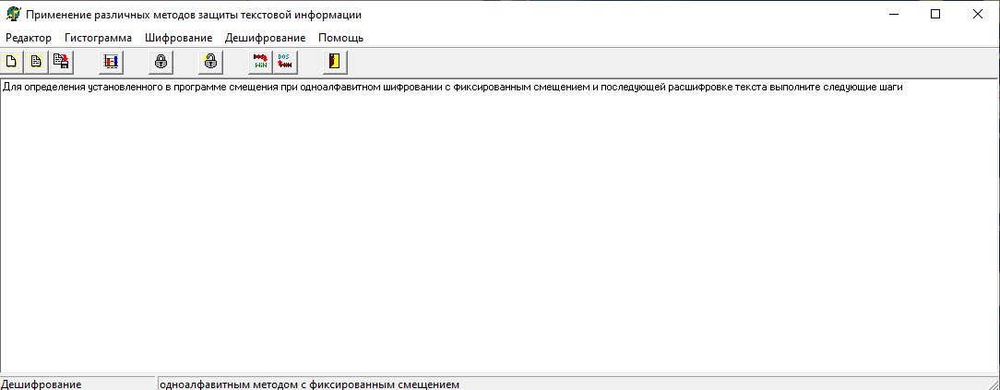 Применение различных методов защиты текстовой информации
Редактор Гистограмма Шифрование Дешифрование Помощь
WiN DOS
Для определения установленного в программе смещения при одноалфавитном шифровании с фиксированным смещением и последующей расшифровке текста выполните следующие шаги
Дешифрование одноалфавитным методом с фиксированным смещением